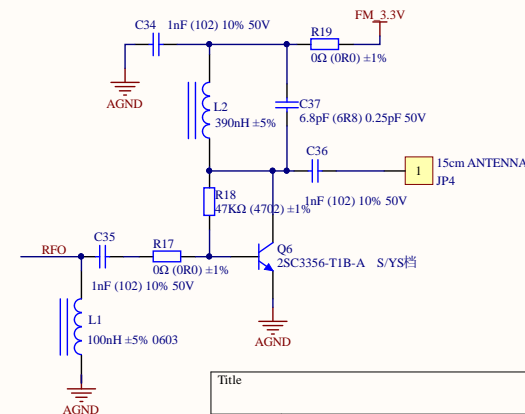 C34
1nF (102) 10% 50V
FM_3.3V
R19
0Ω (0R0) ±1%
AGND
L2
390nH ±5%
C37
6.8pF (6R8) 0.25pF 50V
C36
1nF (102) 10% 50V
1
15cm ANTENNA
JP4
R18
47KΩ (4702) ±1%
C35
R17
RFO
0Ω (0R0) ±1%
1nF (102) 10% 50V
Q6
2SC3356-T1B-A S/YS档
L1
100nH ±5% 0603
AGND
AGND
Title